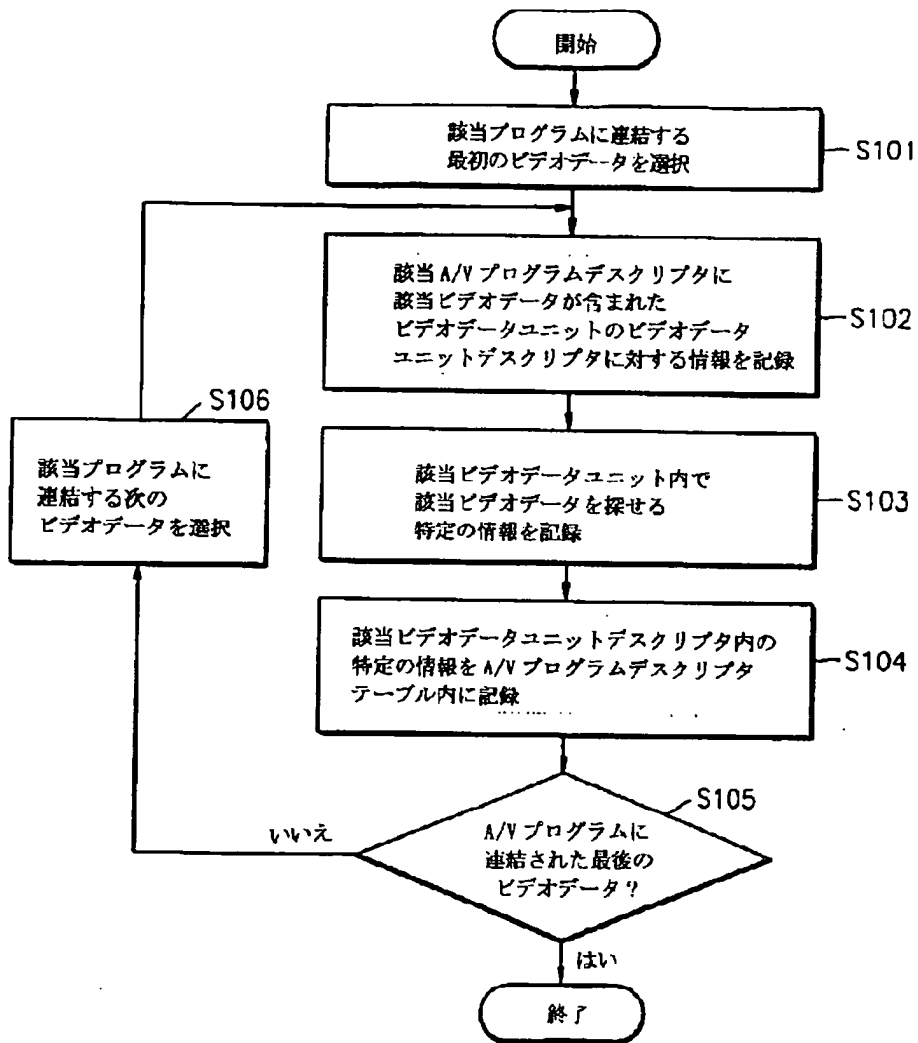 開始
該当プログラムに連結する
最初のビデオデータを選択
S101
該当 A/V プログラムデスクリプタに
該当ビデオデータが含まれた
ビデオデータユニットのビデオデータ
ユニットデスクリプタに対する情報を記録
S102
S106
該当プログラムに
連結する次の
ビデオデータを選択
該当ビデオデータユニット内で
該当ビデオデータを探せる
特定の情報を記録
S103
該当ビデオデータユニットデスクリプタ内の
特定の情報を A/V プログラムデスクリプタ
テーブル内に記録
S104
S105
いいえ
A/V プログラムに
連結された最後の
ビデオデータ？
はい
終了